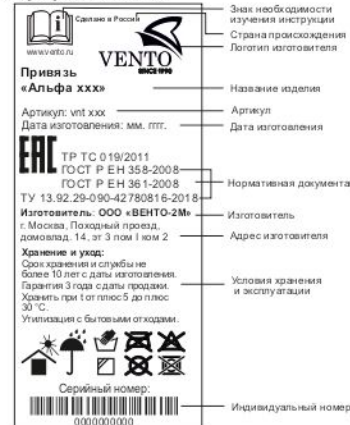 Сделано в России
www.vento.ru
VENTO
SINCE 1990
Привязь
«Альфа xxx»
Артикул: vnt xxx
Дата изготовления: мм. гггг.
ЕАС
ТР ТС 019/2011
ГОСТ Р ЕН 358-2008
ГОСТ Р ЕН 361-2008
ТУ 13.92.29-090-42780816-2018
Изготовитель: ООО «ВЕНТО-2М»
г. Москва, Походный проезд,
домовлад. 14, эт 3 пом I ком 2
Хранение и уход:
Срок хранения и службы не
более 10 лет с даты изготовления.
Гарантия 3 года с даты продажи.
Хранить при t от плюс 5 до плюс
30 °С.
Утилизация с бытовыми отходами.
Серийный номер:
0000000000
Знак необходимости
изучения инструкции
Страна происхождения
Логотип изготовителя
Название изделия
Артикул
Дата изготовления
Нормативная документа
Изготовитель
Адрес изготовителя
Условия хранения
и эксплуатации
Индивидуальный номер